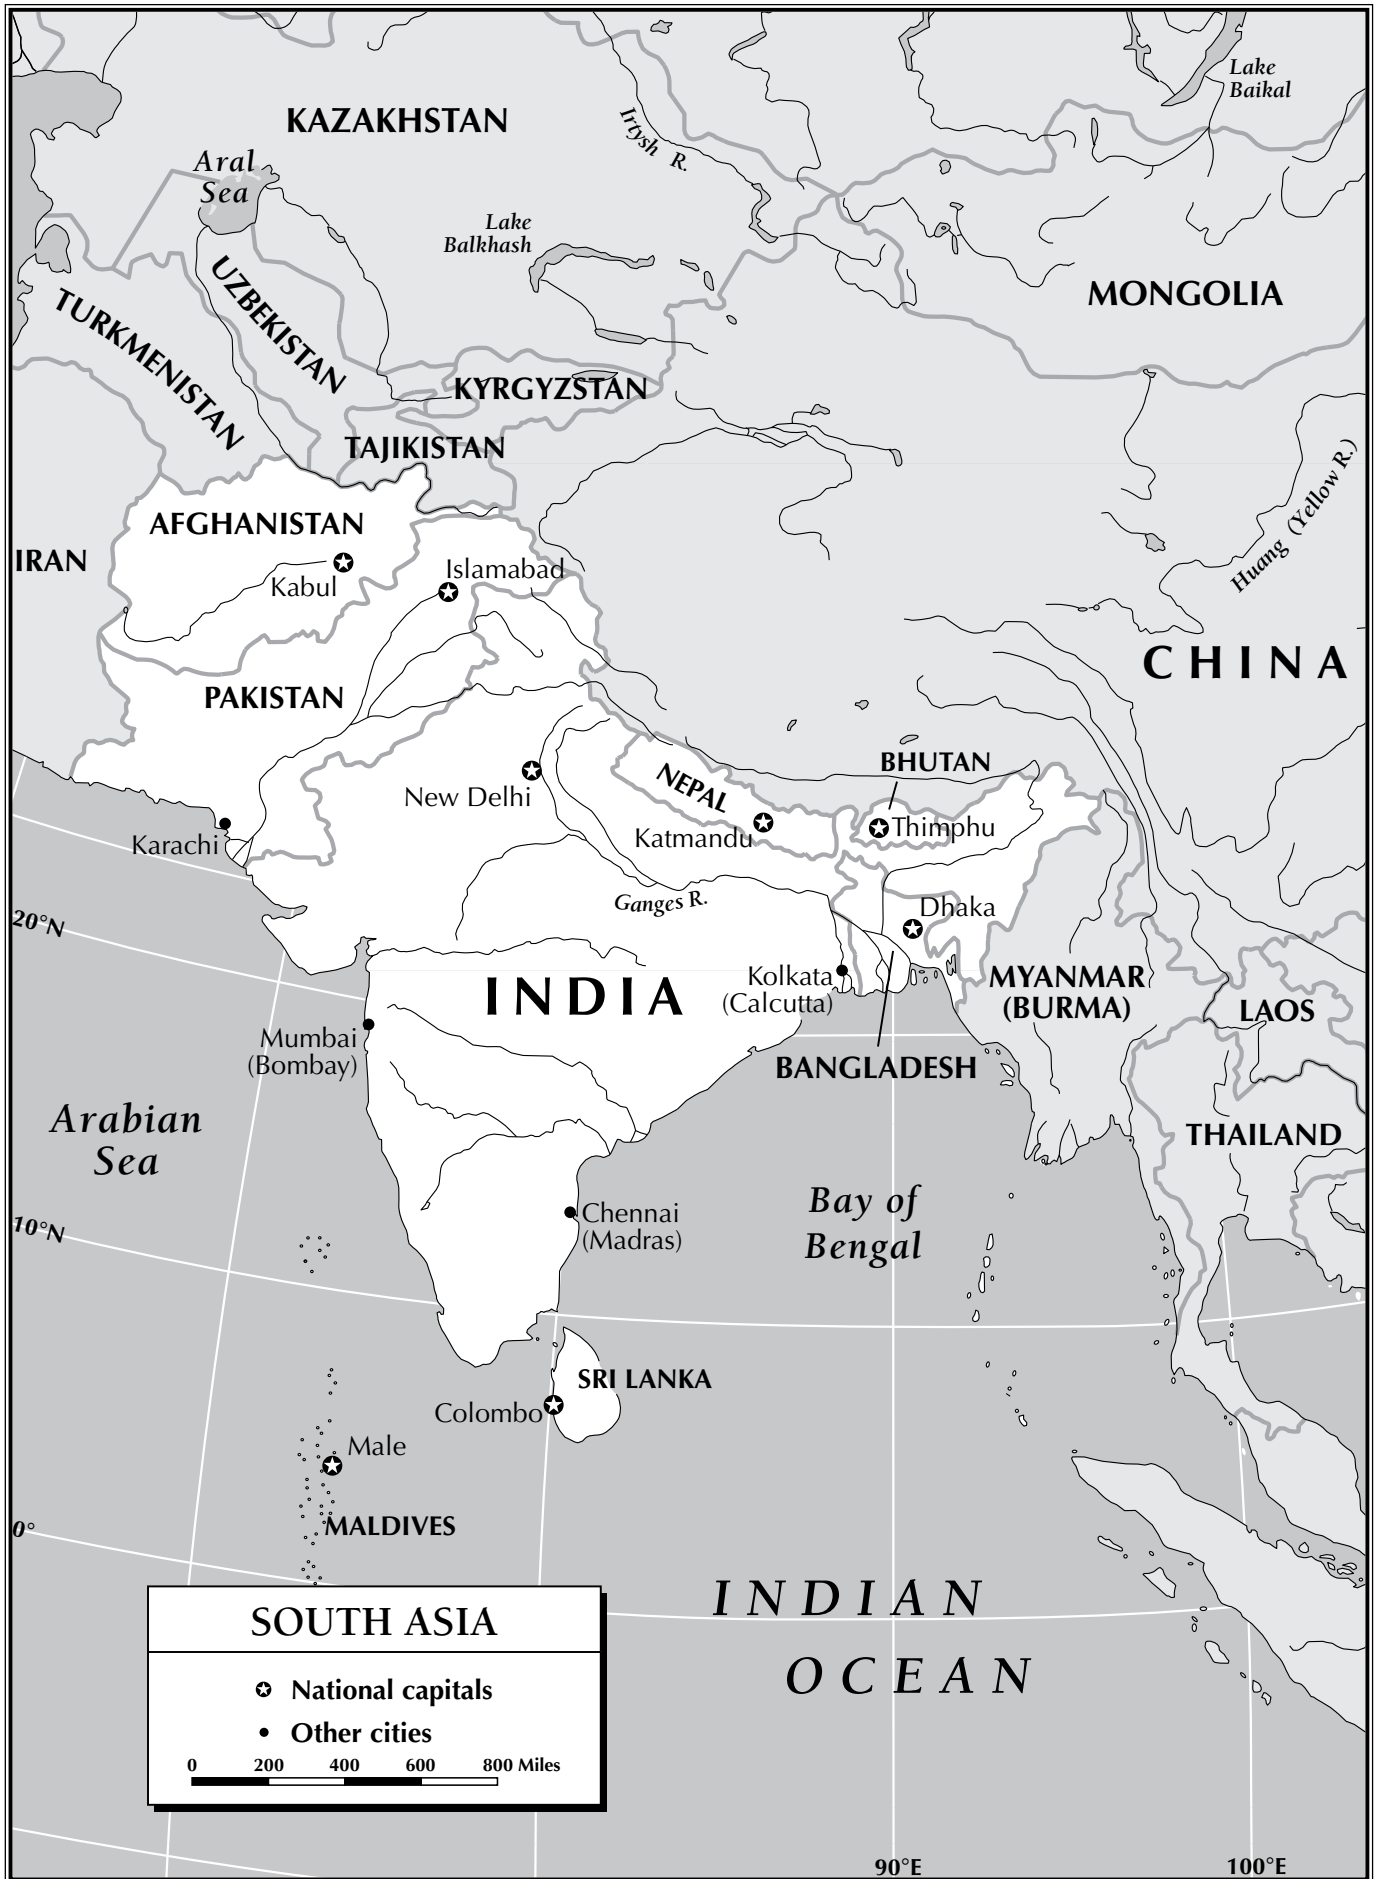 Lake
Baikal
KAZAKHSTAN
Irtysh R.
Aral
Sea
Lake
Balkhash
UZBEKISTAN
MONGOLIA
TURKMENISTAN
KYRGYZSTAN
TAJIKISTAN
Huang (Yellow R.)
AFGHANISTAN
IRAN
Kabul
Islamabad
CHINA
PAKISTAN
BHUTAN
NEPAL
New Delhi
Katmandu
Thimphu
Karachi
Ganges R.
Dhaka
20°N
INDIA
Kolkata
(Calcutta)
MYANMAR
(BURMA)
LAOS
Mumbai
(Bombay)
BANGLADESH
Arabian
Sea
THAILAND
Bay of
Bengal
Chennai
(Madras)
10°N
SRI LANKA
Colombo
Male
MALDIVES
0°
INDIAN
OCEAN
SOUTH ASIA
National capitals
Other cities
0 200 400 600 800 Miles
90°E
100°E